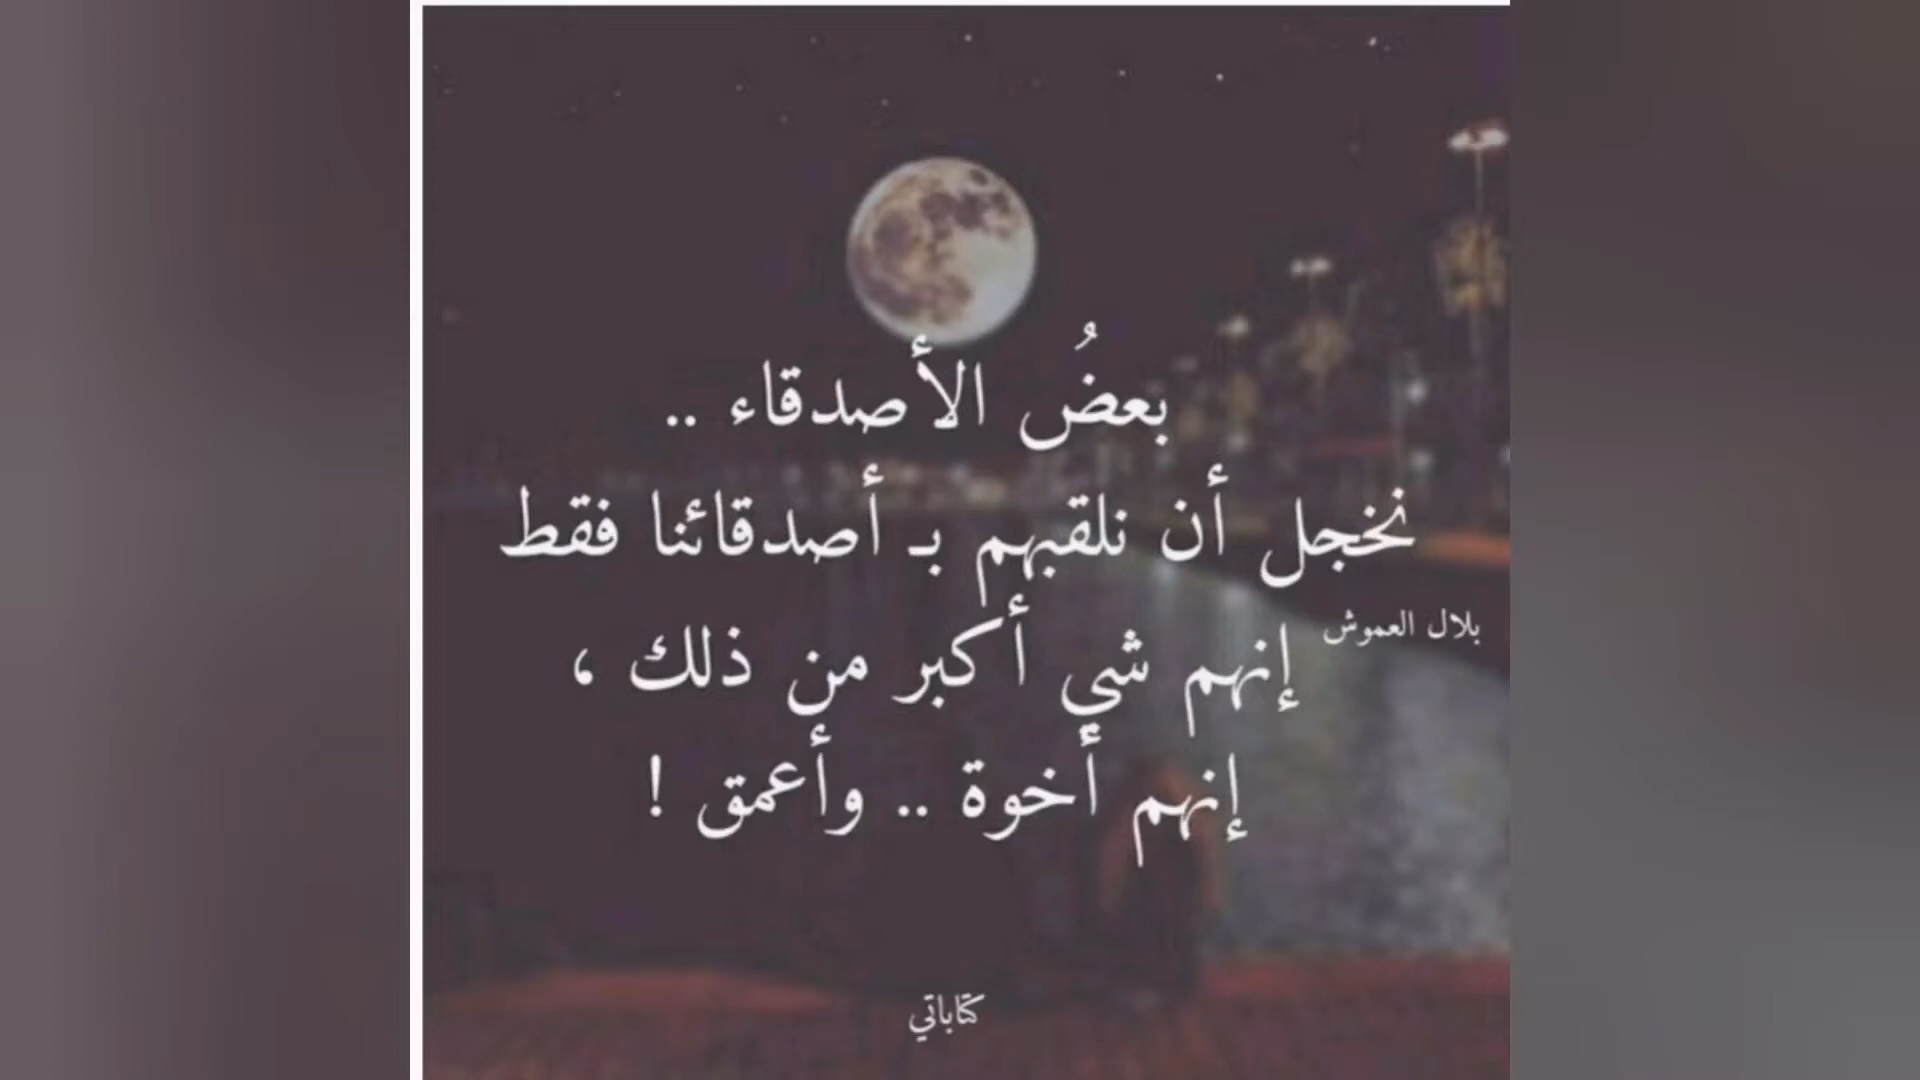 بعضُ الأصدقاء ..
نخجل أن نلقبهم بـ أصدقائنا فقط
بلال العموش
إنهم شي أكبر من ذلك ،
إنهم أخوة .. وأعمق !
كتاباتي